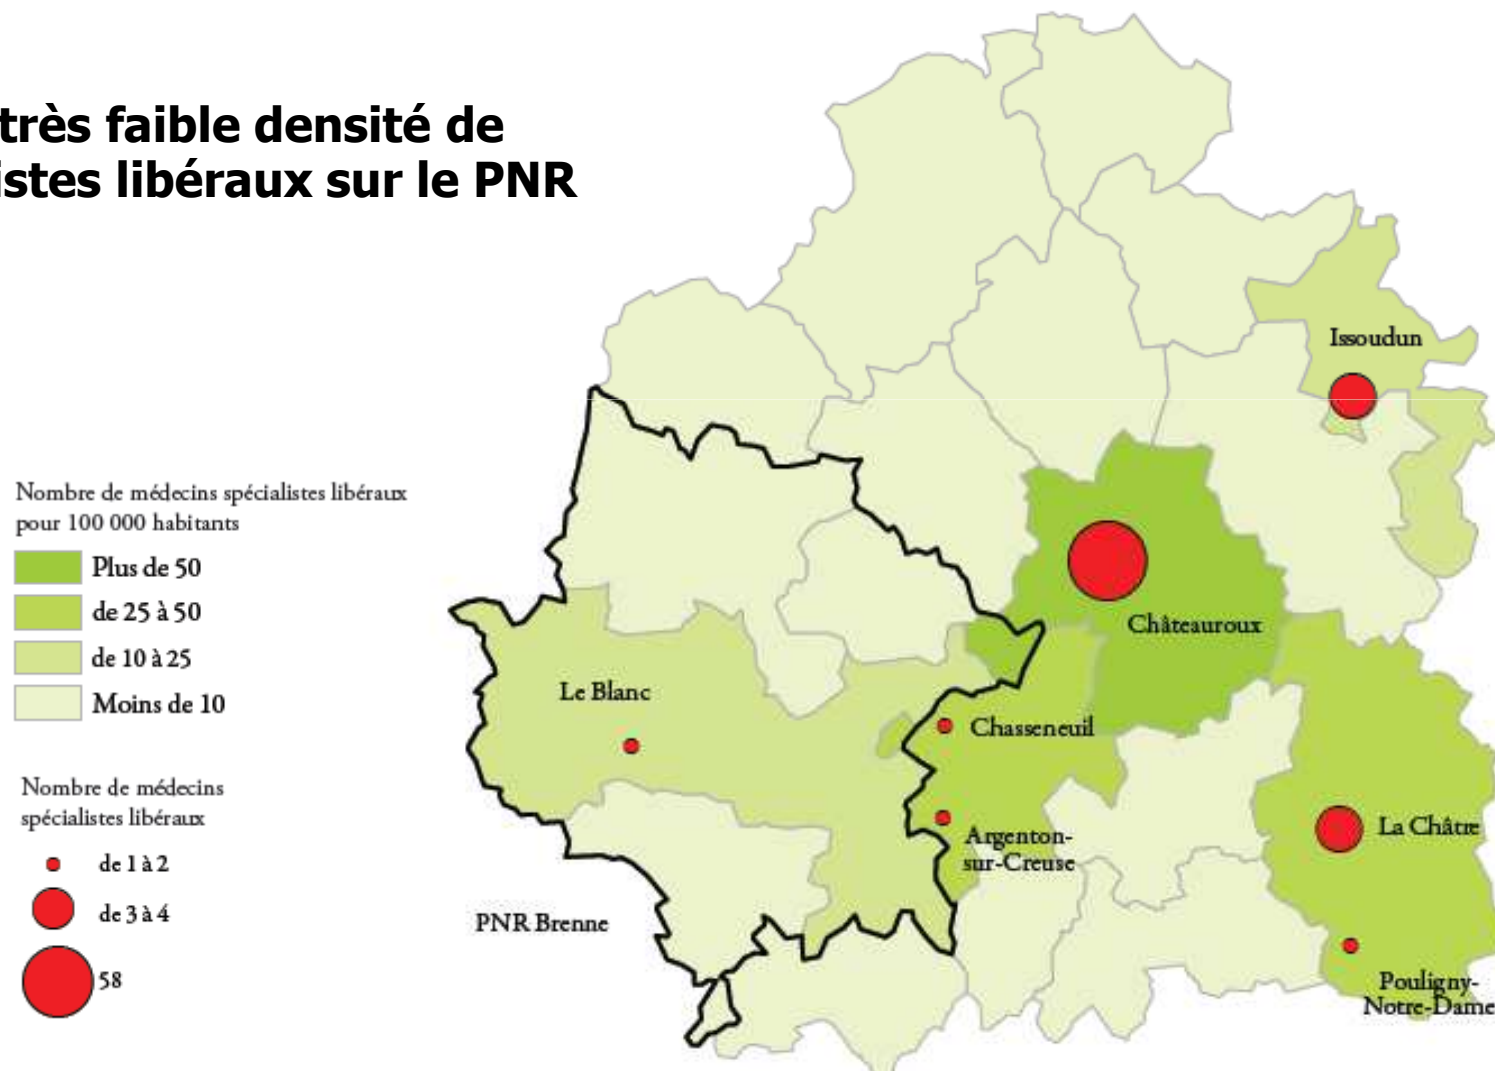 très faible densité de
istes libéraux sur le PNR
Issoudun
Nombre de médecins spécialistes libéraux
pour 100 000 habitants
Plus de 50
de 25 à 50
de 10 à 25
Moins de 10
Châteauroux
Le Blanc
Chasseneuil
Nombre de médecins
spécialistes libéraux
de 1 à 2
de 3 à 4
58
Argenton-
sur-Creuse
La Châtre
PNR Brenne
Pouligny-
Notre-Dame